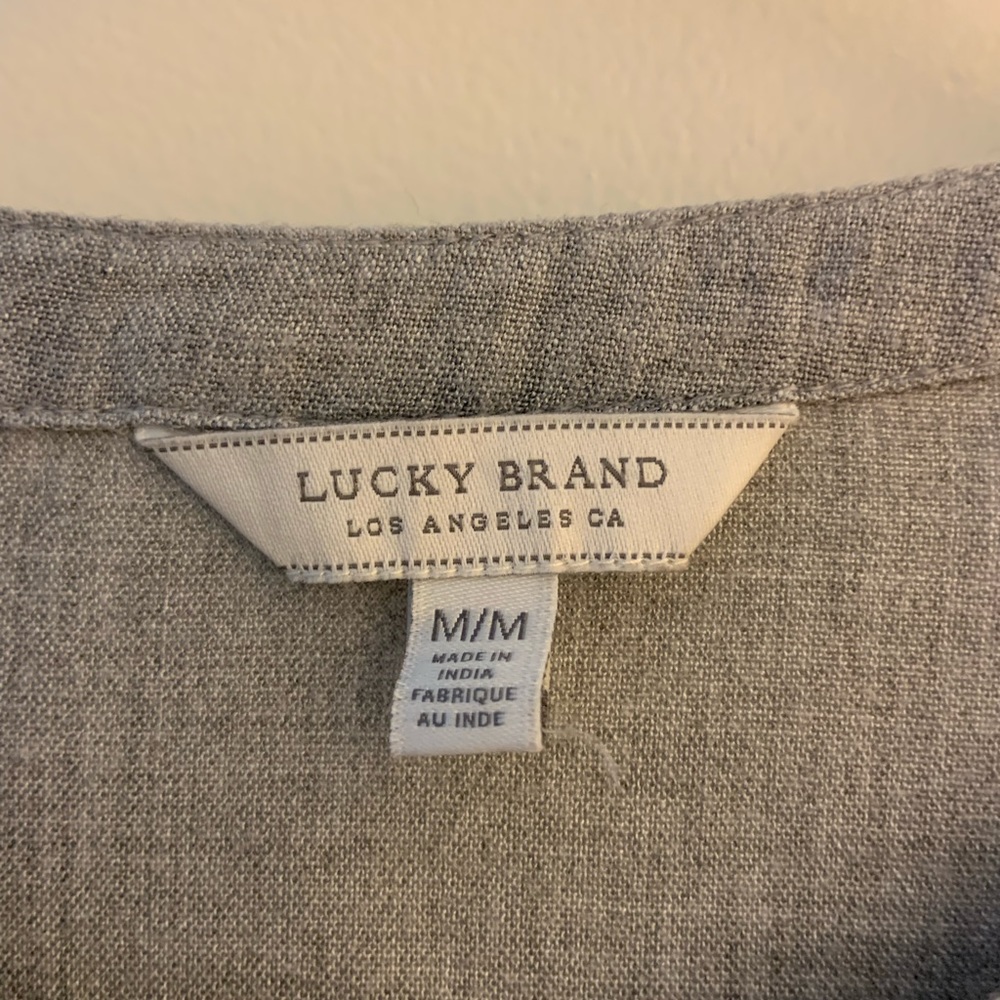 LUCKY BRAND
LOS ANGELES CA
M/M
MADE IN
INDIA
FABRIQUE
AU INDE